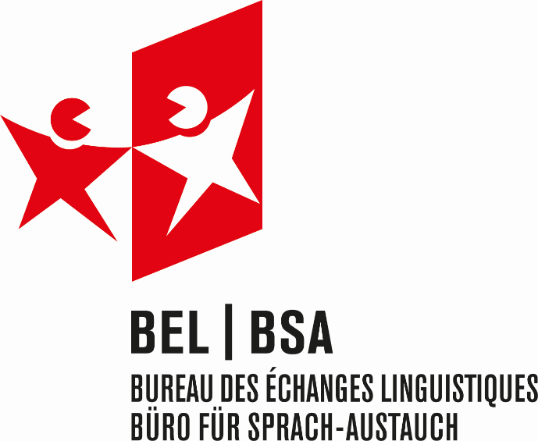 BEL | BSA
BUREAU DES ÉCHANGES LINGUISTIQUES
BÜRO FÜR SPRACH-AUSTAUCH